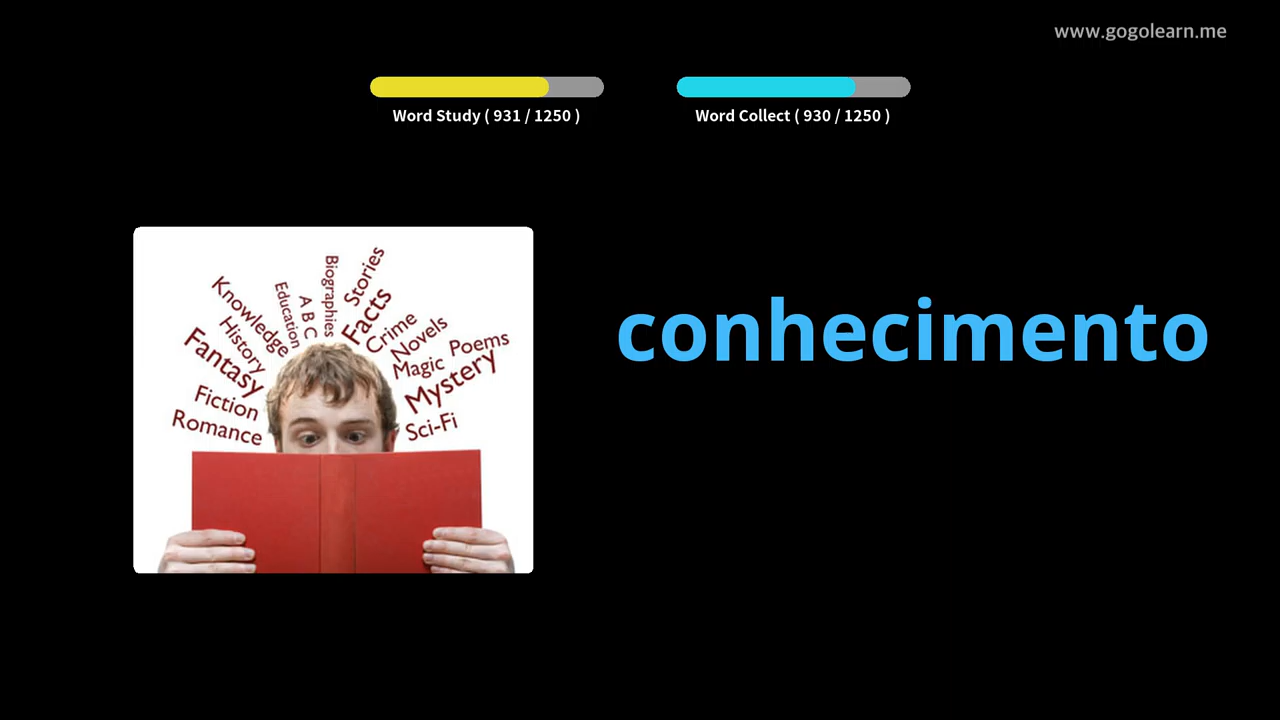 www.gogolearn.me
Word Study ( 931 / 1250 )
Word Collect ( 930 / 1250 )
conhecimento
Romance
Fiction
Fantasy
History
Knowledge
Education
A B C
Biographies
Stories
Facts
Crime
Novels
Magic
Poems
Mystery
Sci-Fi